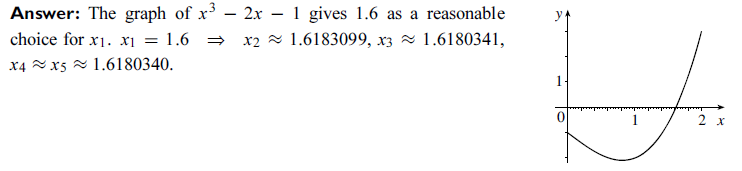 Answer: The graph of x³ − 2x − 1 gives 1.6 as a reasonable
choice for x₁. x₁ = 1.6 ⇒ x₂ ≈ 1.6183099, x₃ ≈ 1.6180341,
x₄ ≈ x₅ ≈ 1.6180340.
y
1
0 1 2 x